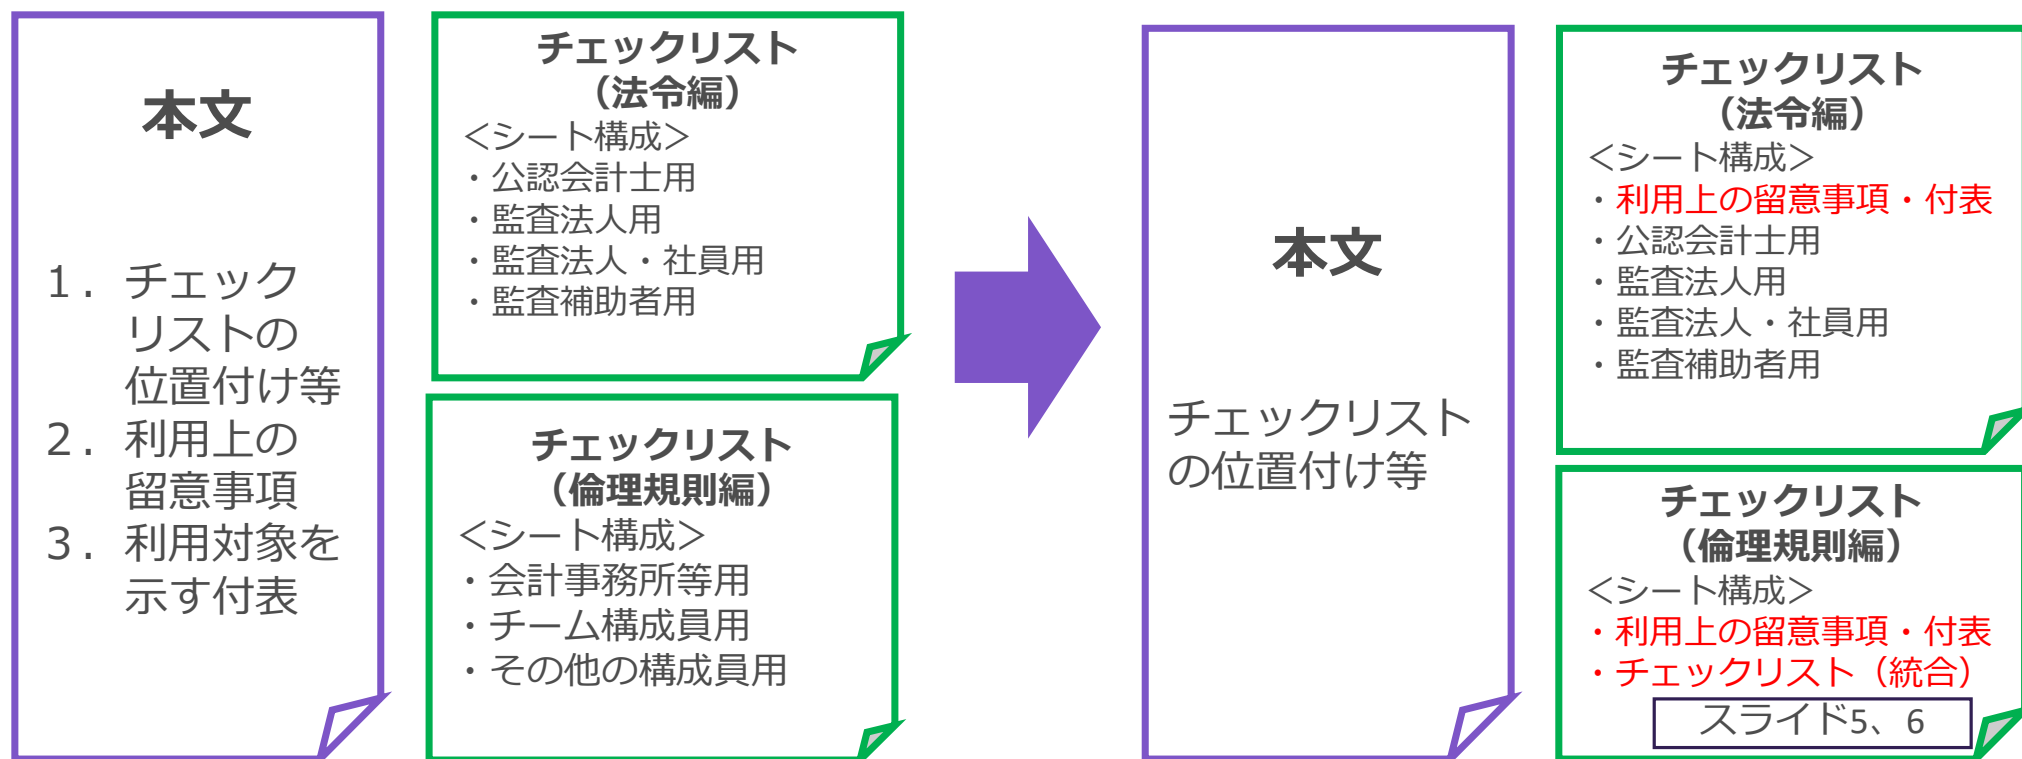 本文
1. チェック
リストの
位置付け等
2. 利用上の
留意事項
3. 利用対象を
示す付表
チェックリスト
（法令編）
＜シート構成＞
・公認会計士用
・監査法人用
・監査法人・社員用
・監査補助者用
チェックリスト
（倫理規則編）
＜シート構成＞
・会計事務所等用
・チーム構成員用
・その他の構成員用
本文
チェックリスト
の位置付け等
チェックリスト
（法令編）
＜シート構成＞
・利用上の留意事項・付表
・公認会計士用
・監査法人用
・監査法人・社員用
・監査補助者用
チェックリスト
（倫理規則編）
＜シート構成＞
・利用上の留意事項・付表
・チェックリスト（統合）
スライド5、6